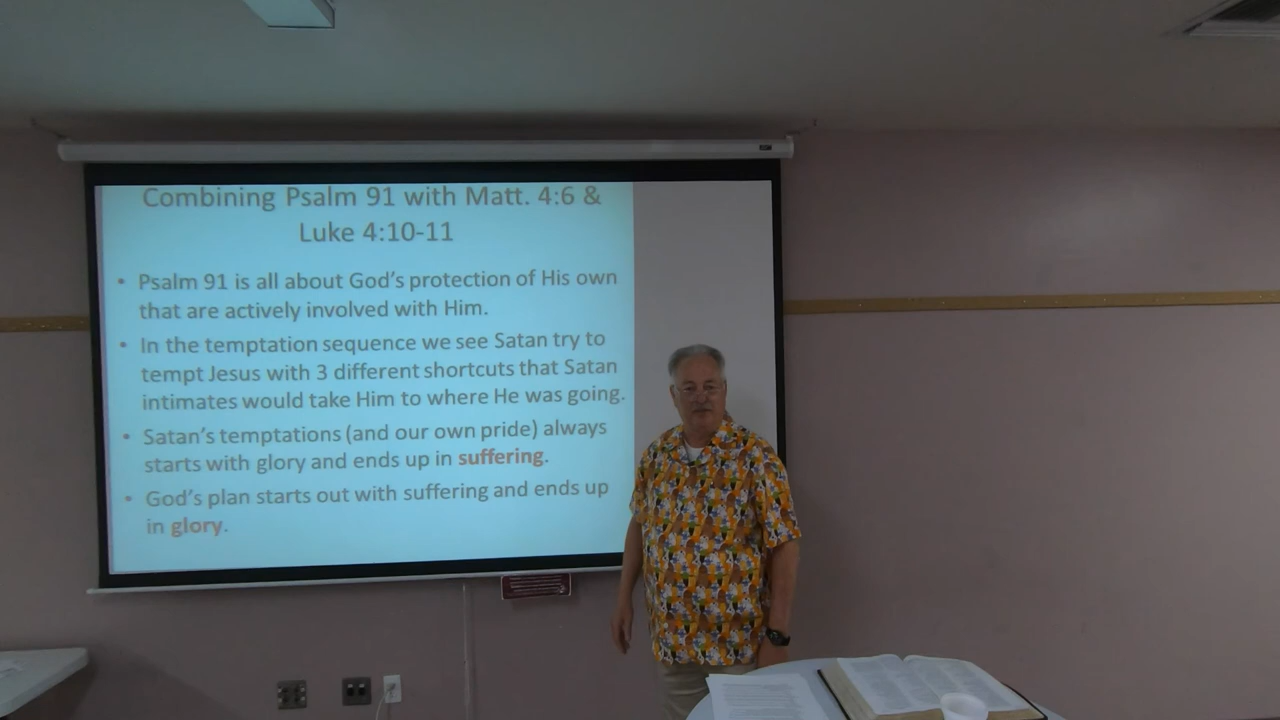 Combining Psalm 91 with Matt. 4:6 &
Luke 4:10-11
• Psalm 91 is all about God's protection of His own
that are actively involved with Him.
• In the temptation sequence we see Satan try to
tempt Jesus with 3 different shortcuts that Satan
intimates would take Him to where He was going.
• Satan's temptations (and our own pride) always
starts with glory and ends up in suffering.
• God's plan starts out with suffering and ends up
in glory.